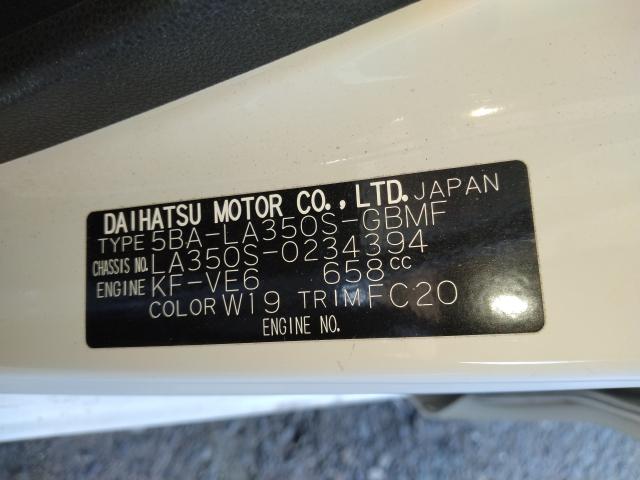 DAIHATSU MOTOR CO., LTD. JAPAN
TYPE 5BA-LA350S-GBMF
CHASSIS NO. LA350S-0234394
ENGINE KF-VE6 658cc
COLOR W19 TRIM FC20
ENGINE NO.